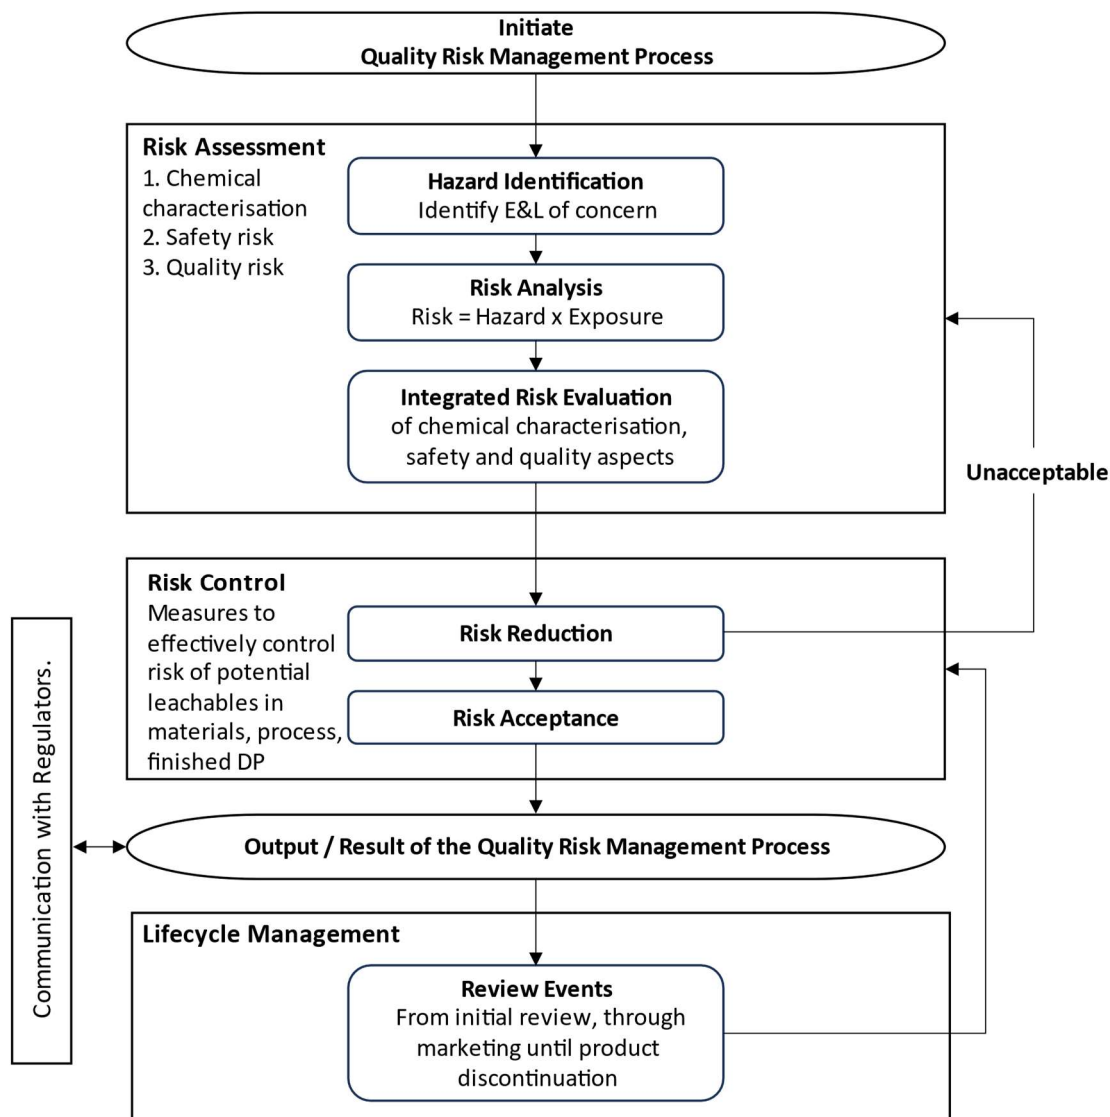 Initiate
Quality Risk Management Process
Risk Assessment
1. Chemical
characterisation
2. Safety risk
3. Quality risk
Hazard Identification
Identify E&L of concern
Risk Analysis
Risk = Hazard x Exposure
Integrated Risk Evaluation
of chemical characterisation,
safety and quality aspects
Unacceptable
Risk Control
Measures to
effectively control
risk of potential
leachables in
materials, process,
finished DP
Risk Reduction
Risk Acceptance
Communication with Regulators.
Output / Result of the Quality Risk Management Process
Lifecycle Management
Review Events
From initial review, through
marketing until product
discontinuation